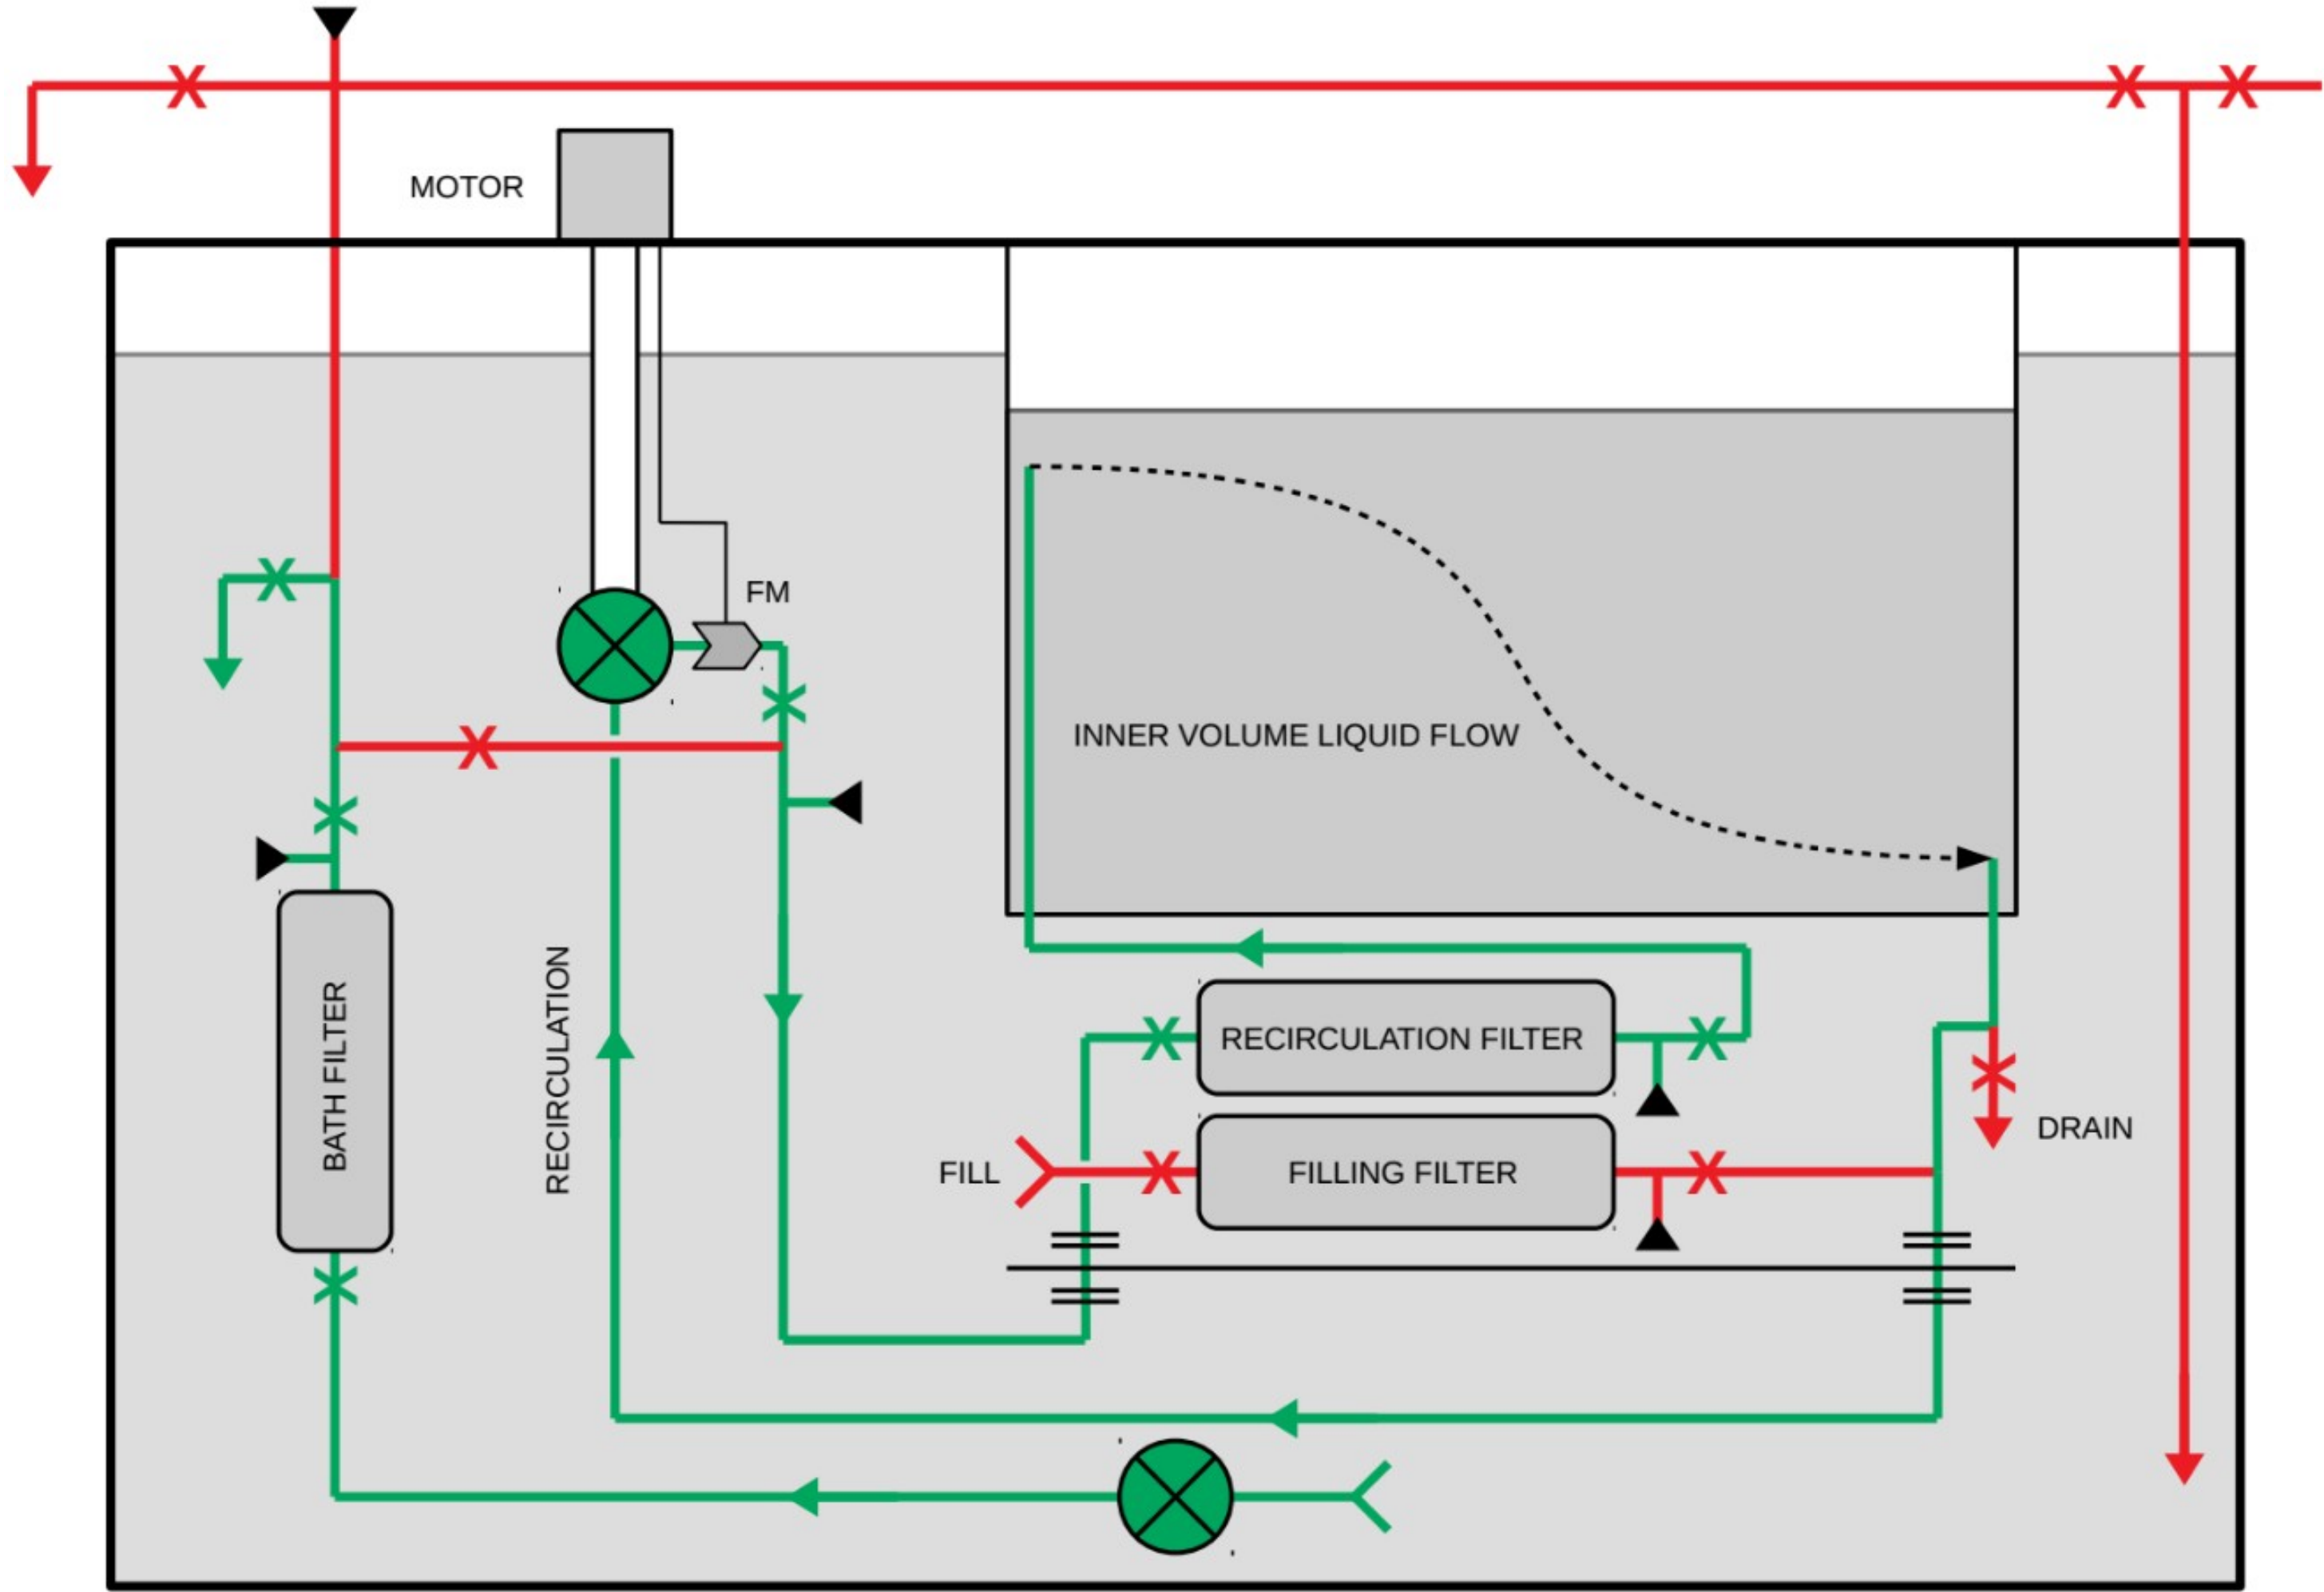 MOTOR
FM
INNER VOLUME LIQUID FLOW
BATH FILTER
RECIRCULATION
RECIRCULATION FILTER
DRAIN
FILL
FILLING FILTER